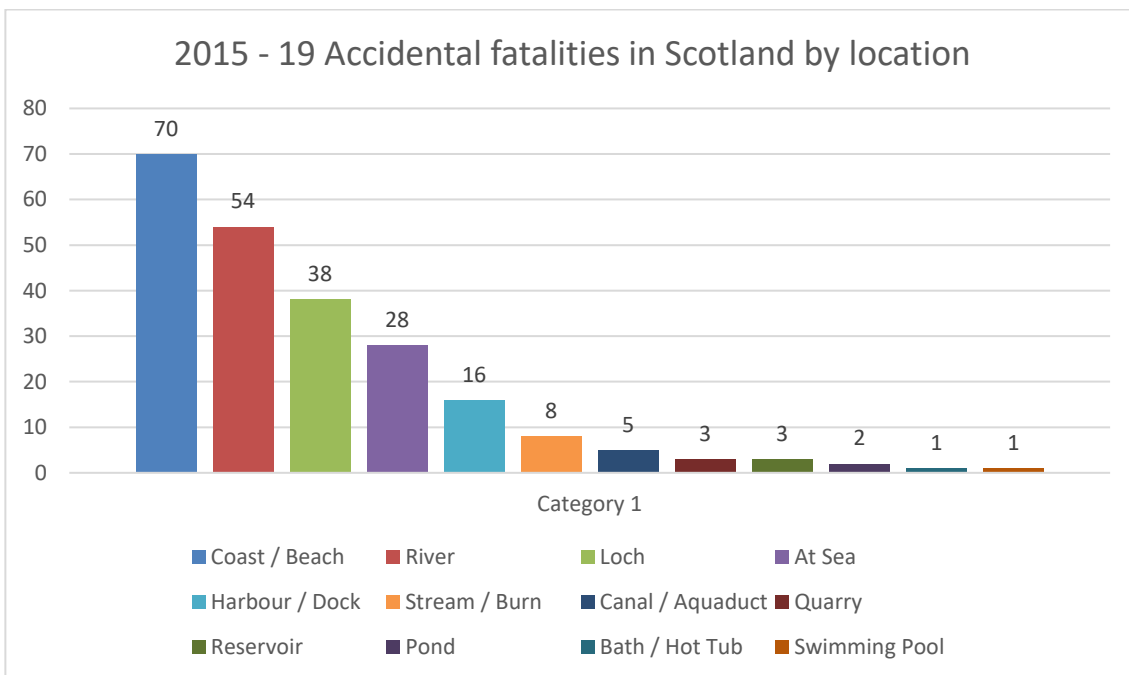 2015 - 19 Accidental fatalities in Scotland by location
80
70
60
50
40
30
20
10
0
70
54
38
28
16
8
5
3
3
2
1
1
Category 1
Coast / Beach
River
Loch
At Sea
Harbour / Dock
Stream / Burn
Canal / Aquaduct
Quarry
Reservoir
Pond
Bath / Hot Tub
Swimming Pool